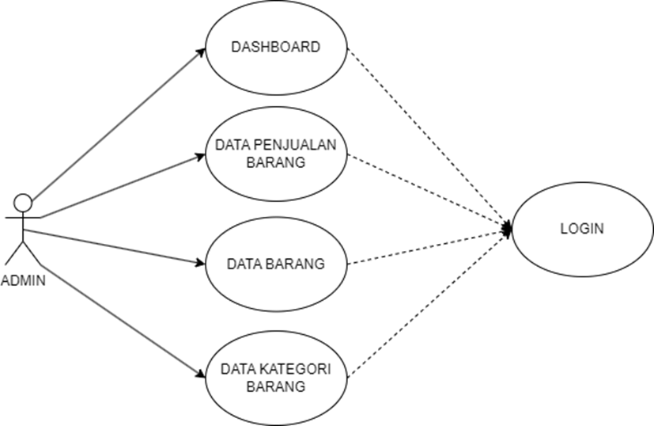 DASHBOARD
DATA PENJUALAN
BARANG
LOGIN
DATA BARANG
ADMIN
DATA KATEGORI
BARANG